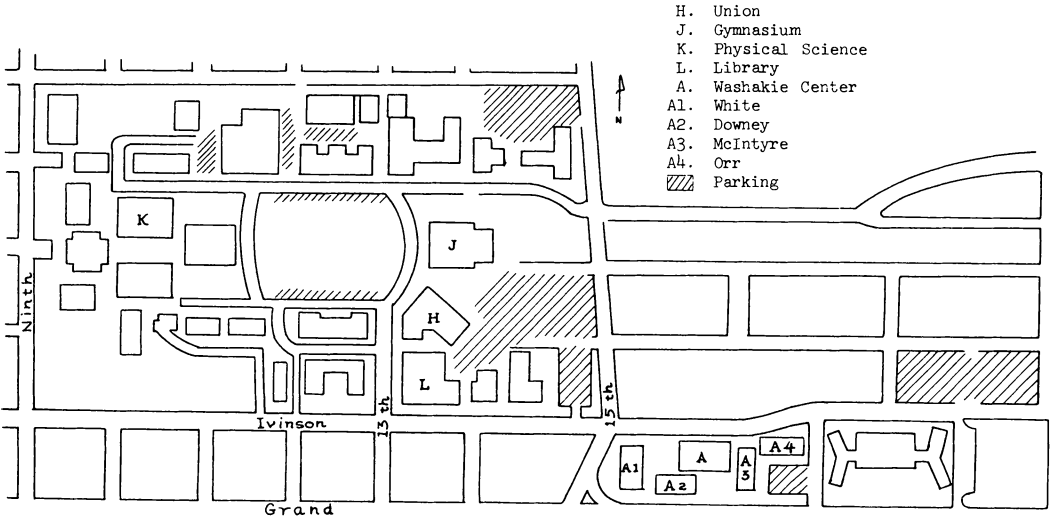 H. Union
J. Gymnasium
K. Physical Science
L. Library
A. Washakie Center
A1. White
A2. Downey
A3. McIntyre
A4. Orr
Parking
N
K
J
H
L
Ninth
13 th
15 th
Ivinson
A1
A2
A
A3
A4
Grand